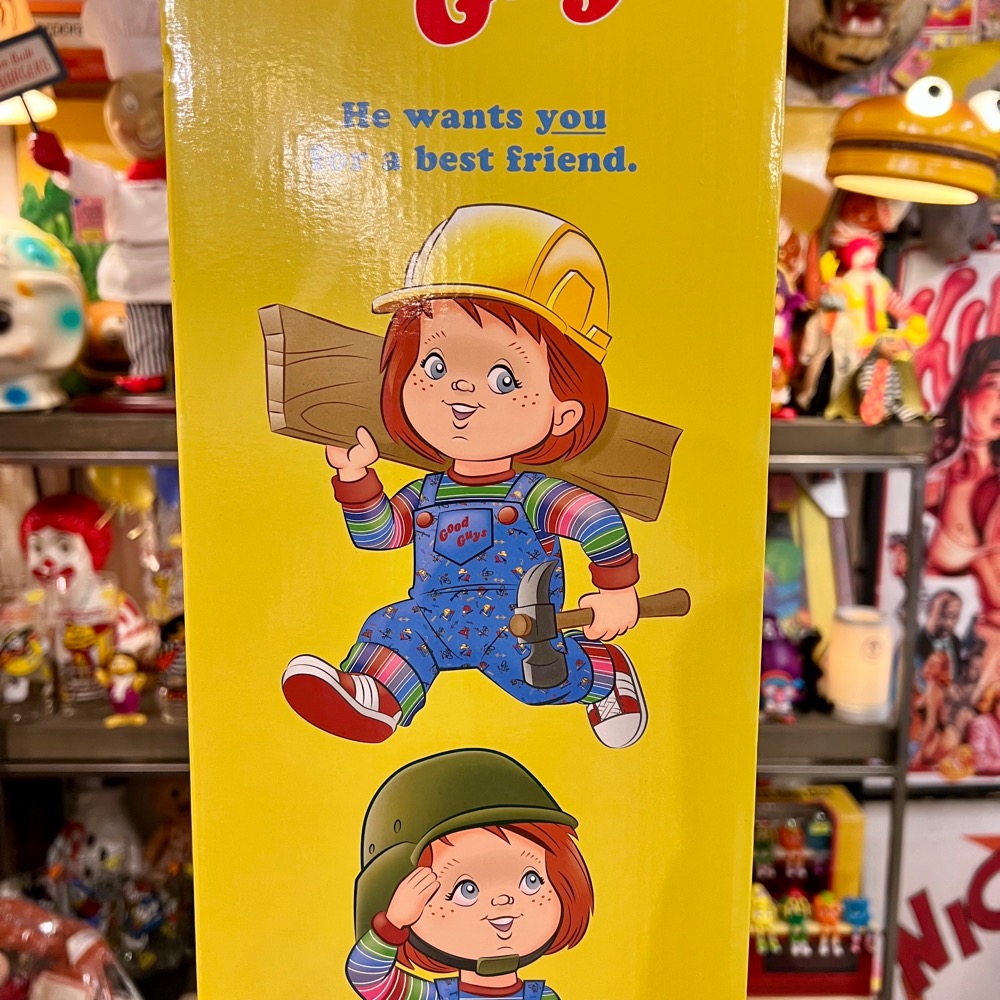 He wants you
for a best friend.
Good
Guys